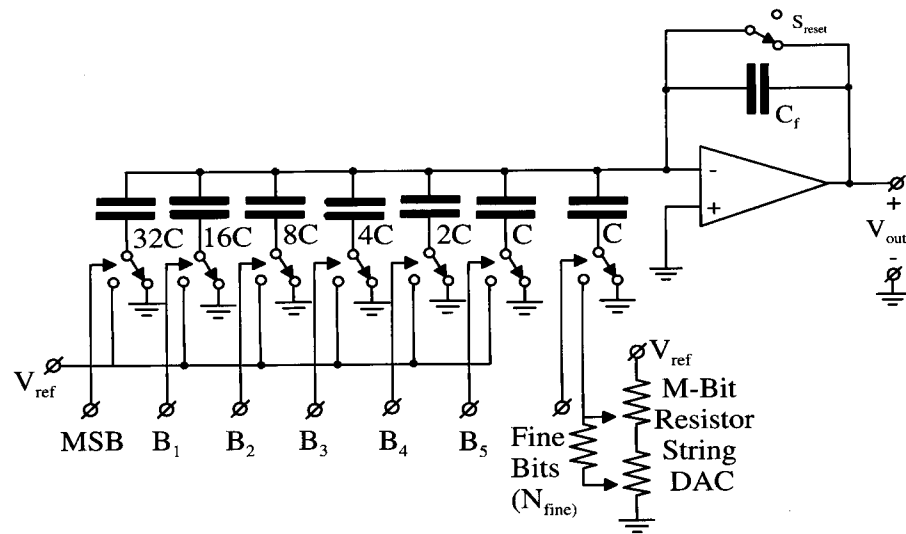 S_reset
C_f
-
+
+
V_out
-
32C 16C 8C 4C 2C C C
V_ref
MSB B_1 B_2 B_3 B_4 B_5
V_ref
M-Bit
Resistor
String
DAC
Fine
Bits
(N_fine)